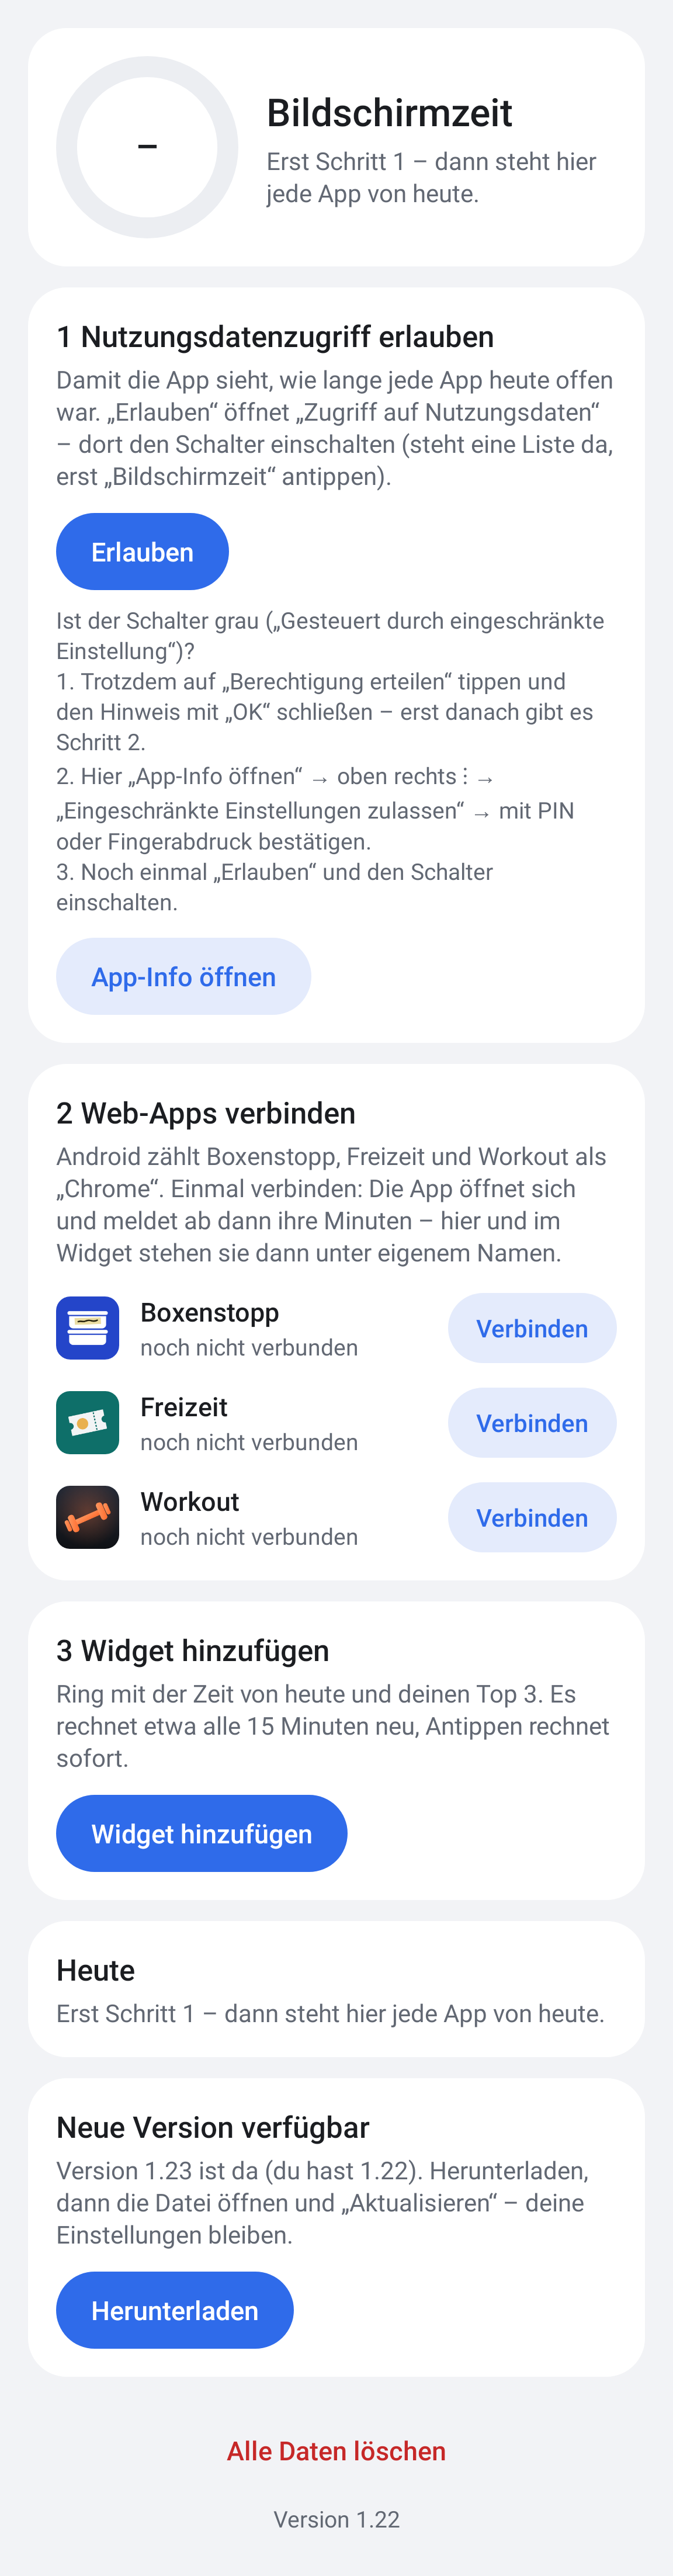 –
Bildschirmzeit
Erst Schritt 1 – dann steht hier
jede App von heute.
1 Nutzungsdatenzugriff erlauben
Damit die App sieht, wie lange jede App heute offen
war. „Erlauben“ öffnet „Zugriff auf Nutzungsdaten“
– dort den Schalter einschalten (steht eine Liste da,
erst „Bildschirmzeit“ antippen).
Erlauben
Ist der Schalter grau („Gesteuert durch eingeschränkte
Einstellung“)?
1. Trotzdem auf „Berechtigung erteilen“ tippen und
den Hinweis mit „OK“ schließen – erst danach gibt es
Schritt 2.
2. Hier „App-Info öffnen“ → oben rechts ⋮ →
„Eingeschränkte Einstellungen zulassen“ → mit PIN
oder Fingerabdruck bestätigen.
3. Noch einmal „Erlauben“ und den Schalter
einschalten.
App-Info öffnen
2 Web-Apps verbinden
Android zählt Boxenstopp, Freizeit und Workout als
„Chrome“. Einmal verbinden: Die App öffnet sich
und meldet ab dann ihre Minuten – hier und im
Widget stehen sie dann unter eigenem Namen.
Boxenstopp
noch nicht verbunden
Verbinden
Freizeit
noch nicht verbunden
Verbinden
Workout
noch nicht verbunden
Verbinden
3 Widget hinzufügen
Ring mit der Zeit von heute und deinen Top 3. Es
rechnet etwa alle 15 Minuten neu, Antippen rechnet
sofort.
Widget hinzufügen
Heute
Erst Schritt 1 – dann steht hier jede App von heute.
Neue Version verfügbar
Version 1.23 ist da (du hast 1.22). Herunterladen,
dann die Datei öffnen und „Aktualisieren“ – deine
Einstellungen bleiben.
Herunterladen
Alle Daten löschen
Version 1.22